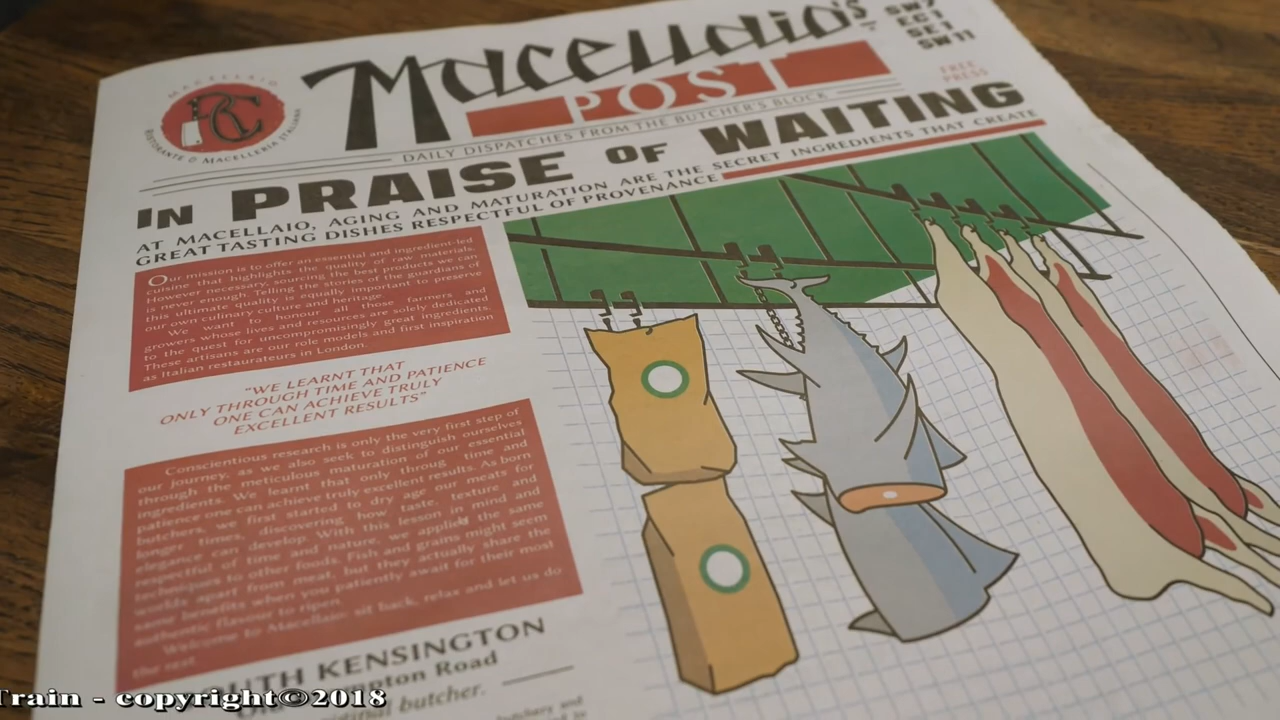 MACELLAIO
RC
RISTORANTE & MACELLERIA ITALIANA
Macellaio's
POST
SW7
EC1
SE1
SW11
FREE
PRESS
DAILY DISPATCHES FROM THE BUTCHER'S BLOCK
IN PRAISE OF WAITING
AT MACELLAIO, AGING AND MATURATION ARE THE SECRET INGREDIENTS THAT CREATE
GREAT TASTING DISHES RESPECTFUL OF PROVENANCE
Our mission is to offer an essential and ingredient-led
cuisine that highlights the quality of raw materials.
However necessary, sourcing the best products we can
is never enough. Telling the stories of the guardians of
this ultimate quality is equally important to preserve
our own culinary culture and heritage.
We want to honour all those farmers and
growers whose lives and resources are solely dedicated
to the quest for uncompromisingly great ingredients.
These artisans are our role models and first inspiration
as Italian restaurateurs in London.
"WE LEARNT THAT
ONLY THROUGH TIME AND PATIENCE
ONE CAN ACHIEVE TRULY
EXCELLENT RESULTS"
Conscientious research is only the very first step of
our journey, as we also seek to distinguish ourselves
through the meticulous maturation of our essential
ingredients. We learnt that only throug time and
patience one can achieve truly excellent results. As born
butchers, we first started to dry age our meats for
longer times, discovering how taste, texture and
elegance can develop. With this lesson in mind and
respectful of time and nature, we applied the same
techniques to other foods. Fish and grains might seem
worlds apart from meat, but they actually share the
same benefits when you patiently await for their most
authentic flavour to ripen.
Welcome to Macellaio: sit back, relax and let us do
the rest.
OUTH KENSINGTON
Old Brompton Road
butcher.
butchery and
Train - copyright©2018